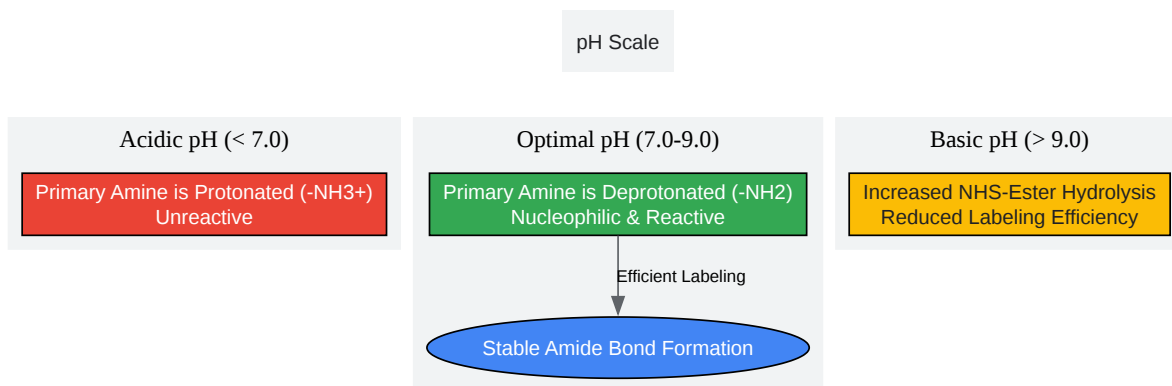 pH Scale
Acidic pH (< 7.0)
Primary Amine is Protonated (-NH3+)
Unreactive
Optimal pH (7.0-9.0)
Primary Amine is Deprotonated (-NH2)
Nucleophilic & Reactive
Efficient Labeling
Stable Amide Bond Formation
Basic pH (> 9.0)
Increased NHS-Ester Hydrolysis
Reduced Labeling Efficiency